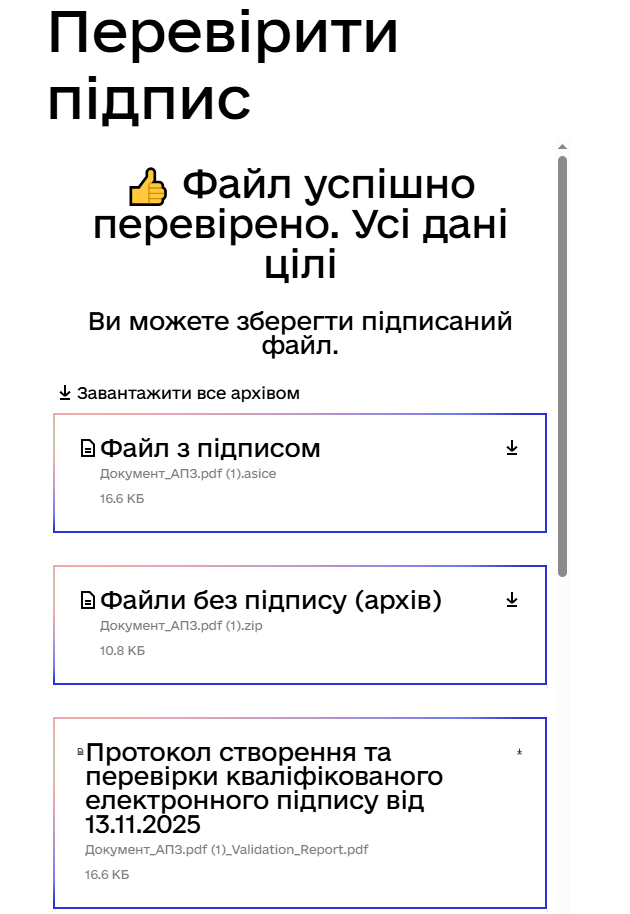 Перевірити
підпис
👍 Файл успішно
перевірено. Усі дані
цілі
Ви можете зберегти підписаний
файл.
Завантажити все архівом
Файл з підписом
Документ_АПЗ.pdf (1).asice
16.6 КБ
Файли без підпису (архів)
Документ_АПЗ.pdf (1).zip
10.8 КБ
Протокол створення та
перевірки кваліфікованого
електронного підпису від
13.11.2025
Документ_АПЗ.pdf (1)_Validation_Report.pdf
16.6 КБ